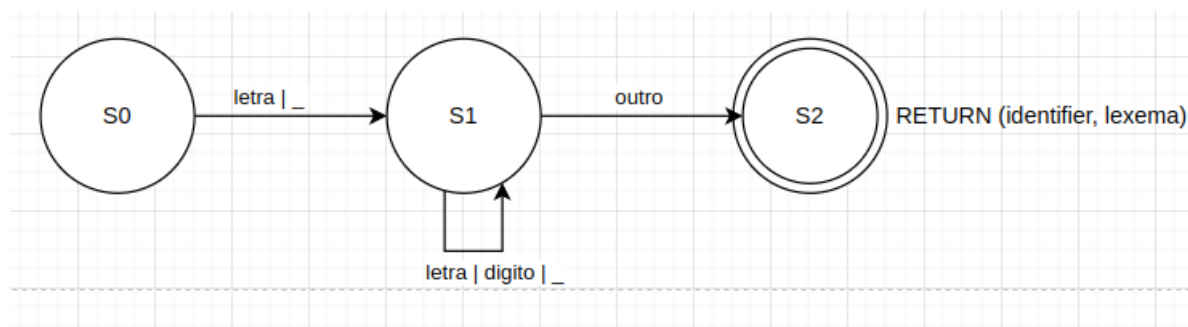 letra | _
outro
S0
S1
S2
RETURN (identifier, lexema)
letra | digito | _